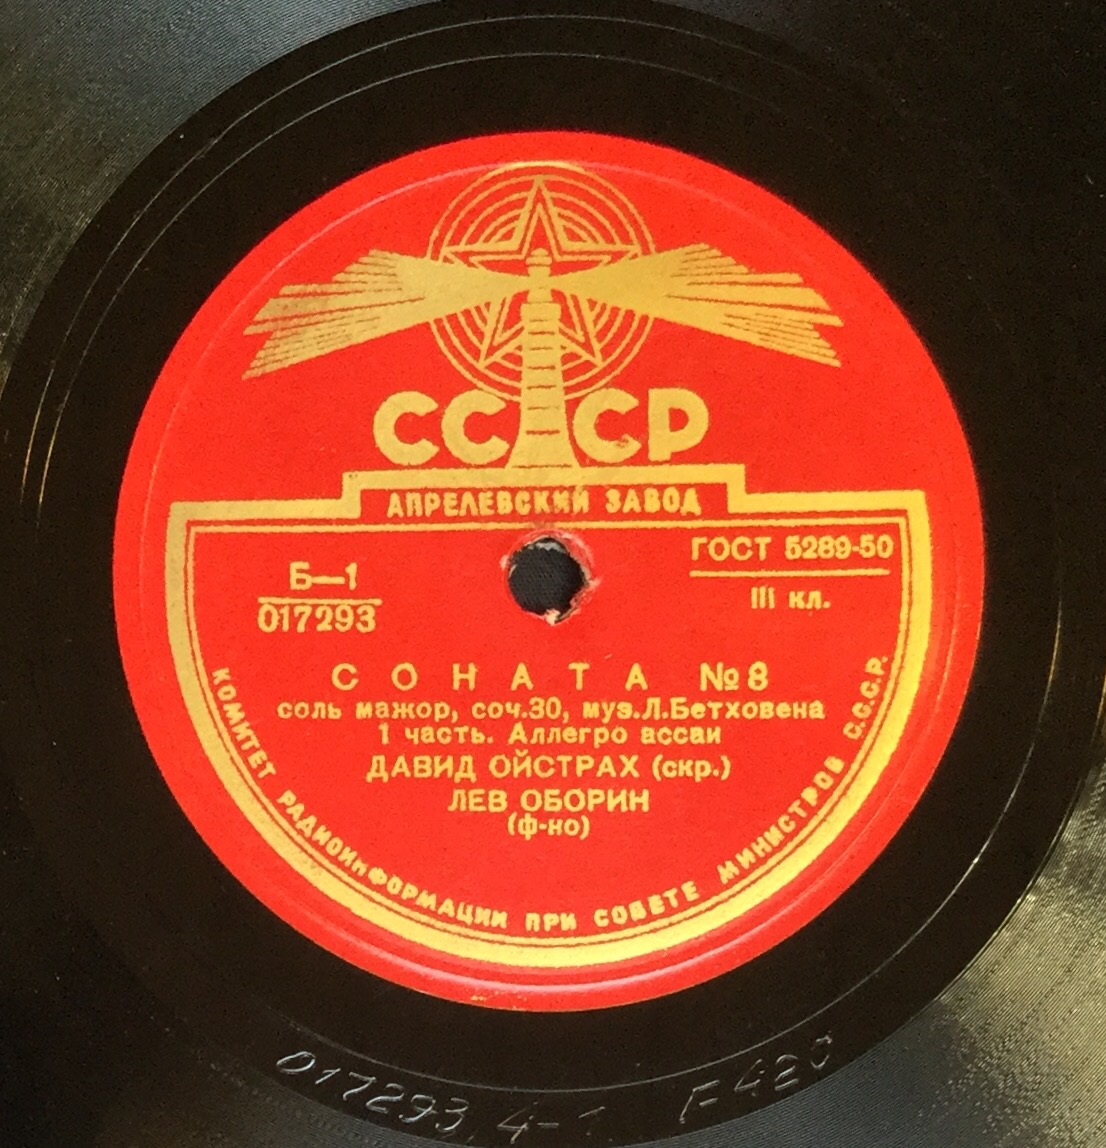 СССР
АПРЕЛЕВСКИЙ ЗАВОД
Б—1
017293
ГОСТ 5289-50
III кл.
СОНАТА №8
соль мажор, соч.30, муз.Л.Бетховена
1 часть. Аллегро ассаи
ДАВИД ОЙСТРАХ (скр.)
ЛЕВ ОБОРИН
(ф-но)
КОМИТЕТ РАДИОИНФОРМАЦИИ ПРИ СОВЕТЕ МИНИСТРОВ С.С.С.Р.
017293 4-1